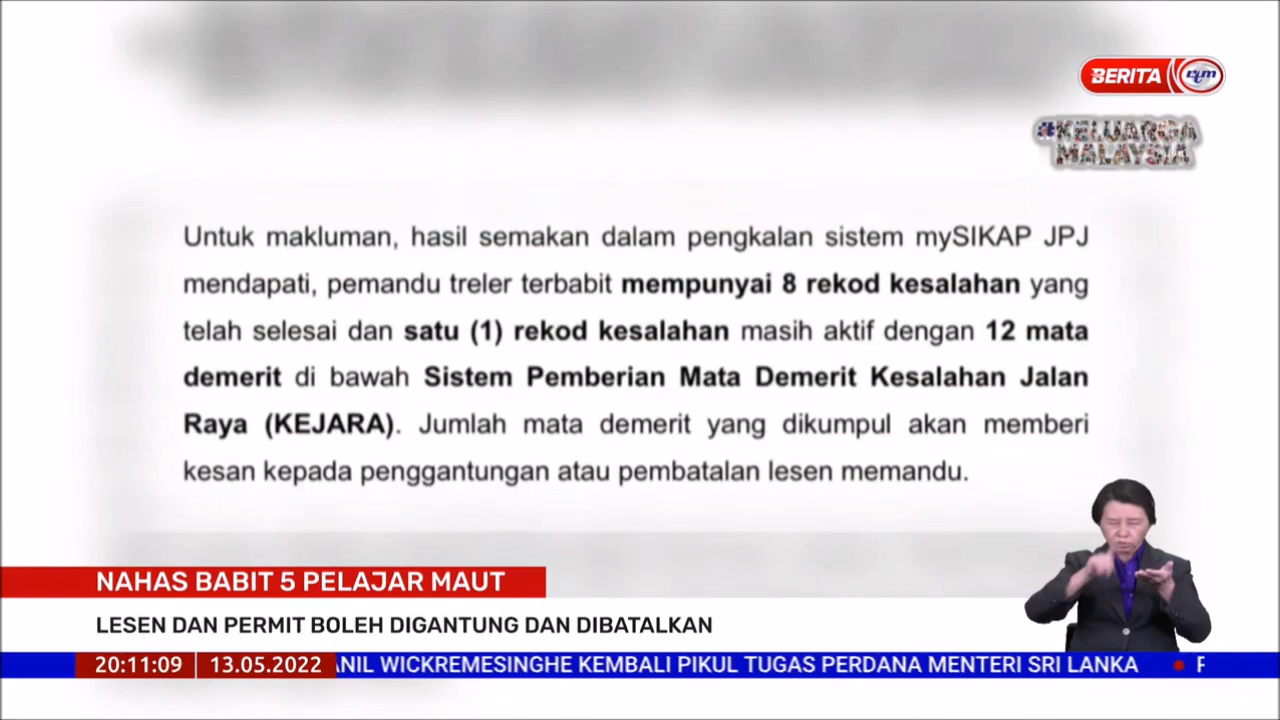 BERITA rtm
#KELUARGA
MALAYSIA
Untuk makluman, hasil semakan dalam pengkalan sistem mySIKAP JPJ
mendapati, pemandu treler terbabit mempunyai 8 rekod kesalahan yang
telah selesai dan satu (1) rekod kesalahan masih aktif dengan 12 mata
demerit di bawah Sistem Pemberian Mata Demerit Kesalahan Jalan
Raya (KEJARA). Jumlah mata demerit yang dikumpul akan memberi
kesan kepada penggantungan atau pembatalan lesen memandu.
NAHAS BABIT 5 PELAJAR MAUT
LESEN DAN PERMIT BOLEH DIGANTUNG DAN DIBATALKAN
20:11:09 13.05.2022 ANIL WICKREMESINGHE KEMBALI PIKUL TUGAS PERDANA MENTERI SRI LANKA